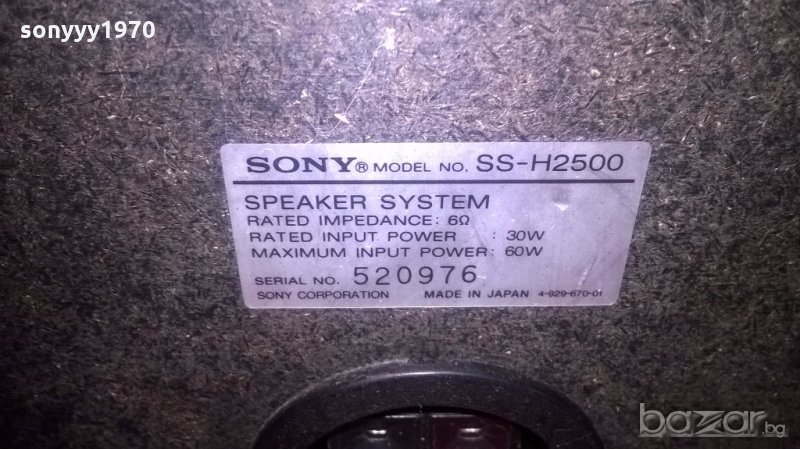 sonyyy1970
SONY® MODEL NO. SS-H2500
SPEAKER SYSTEM
RATED IMPEDANCE: 6Ω
RATED INPUT POWER : 30W
MAXIMUM INPUT POWER: 60W
SERIAL NO. 520976
SONY CORPORATION MADE IN JAPAN 4-929-670-01
bazar.bg